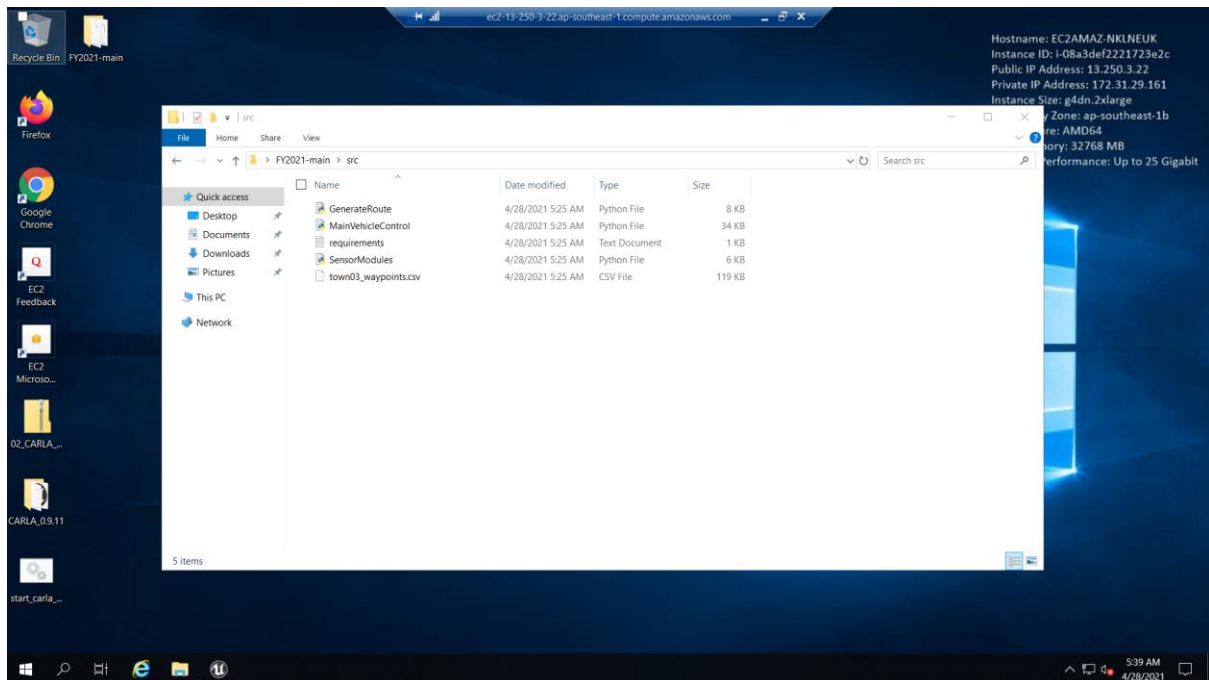 ec2-13-250-3-22.ap-southeast-1.compute.amazonaws.com
Recycle Bin
FY2021-main
Hostname: EC2AMAZ-NKLNEUK
Instance ID: i-08a3def2221723e2c
Public IP Address: 13.250.3.22
Private IP Address: 172.31.29.161
Instance Size: g4dn.2xlarge
y Zone: ap-southeast-1b
re: AMD64
ory: 32768 MB
Performance: Up to 25 Gigabit
Firefox
Google
Chrome
EC2
Feedback
EC2
Microso...
02_CARLA_...
CARLA_0.9.11
start_carla_...
src
File Home Share View
FY2021-main > src
Search src
Quick access
Desktop
Documents
Downloads
Pictures
This PC
Network
Name Date modified Type Size
GenerateRoute 4/28/2021 5:25 AM Python File 8 KB
MainVehicleControl 4/28/2021 5:25 AM Python File 34 KB
requirements 4/28/2021 5:25 AM Text Document 1 KB
SensorModules 4/28/2021 5:25 AM Python File 6 KB
town03_waypoints.csv 4/28/2021 5:25 AM CSV File 119 KB
5 items
5:39 AM
4/28/2021